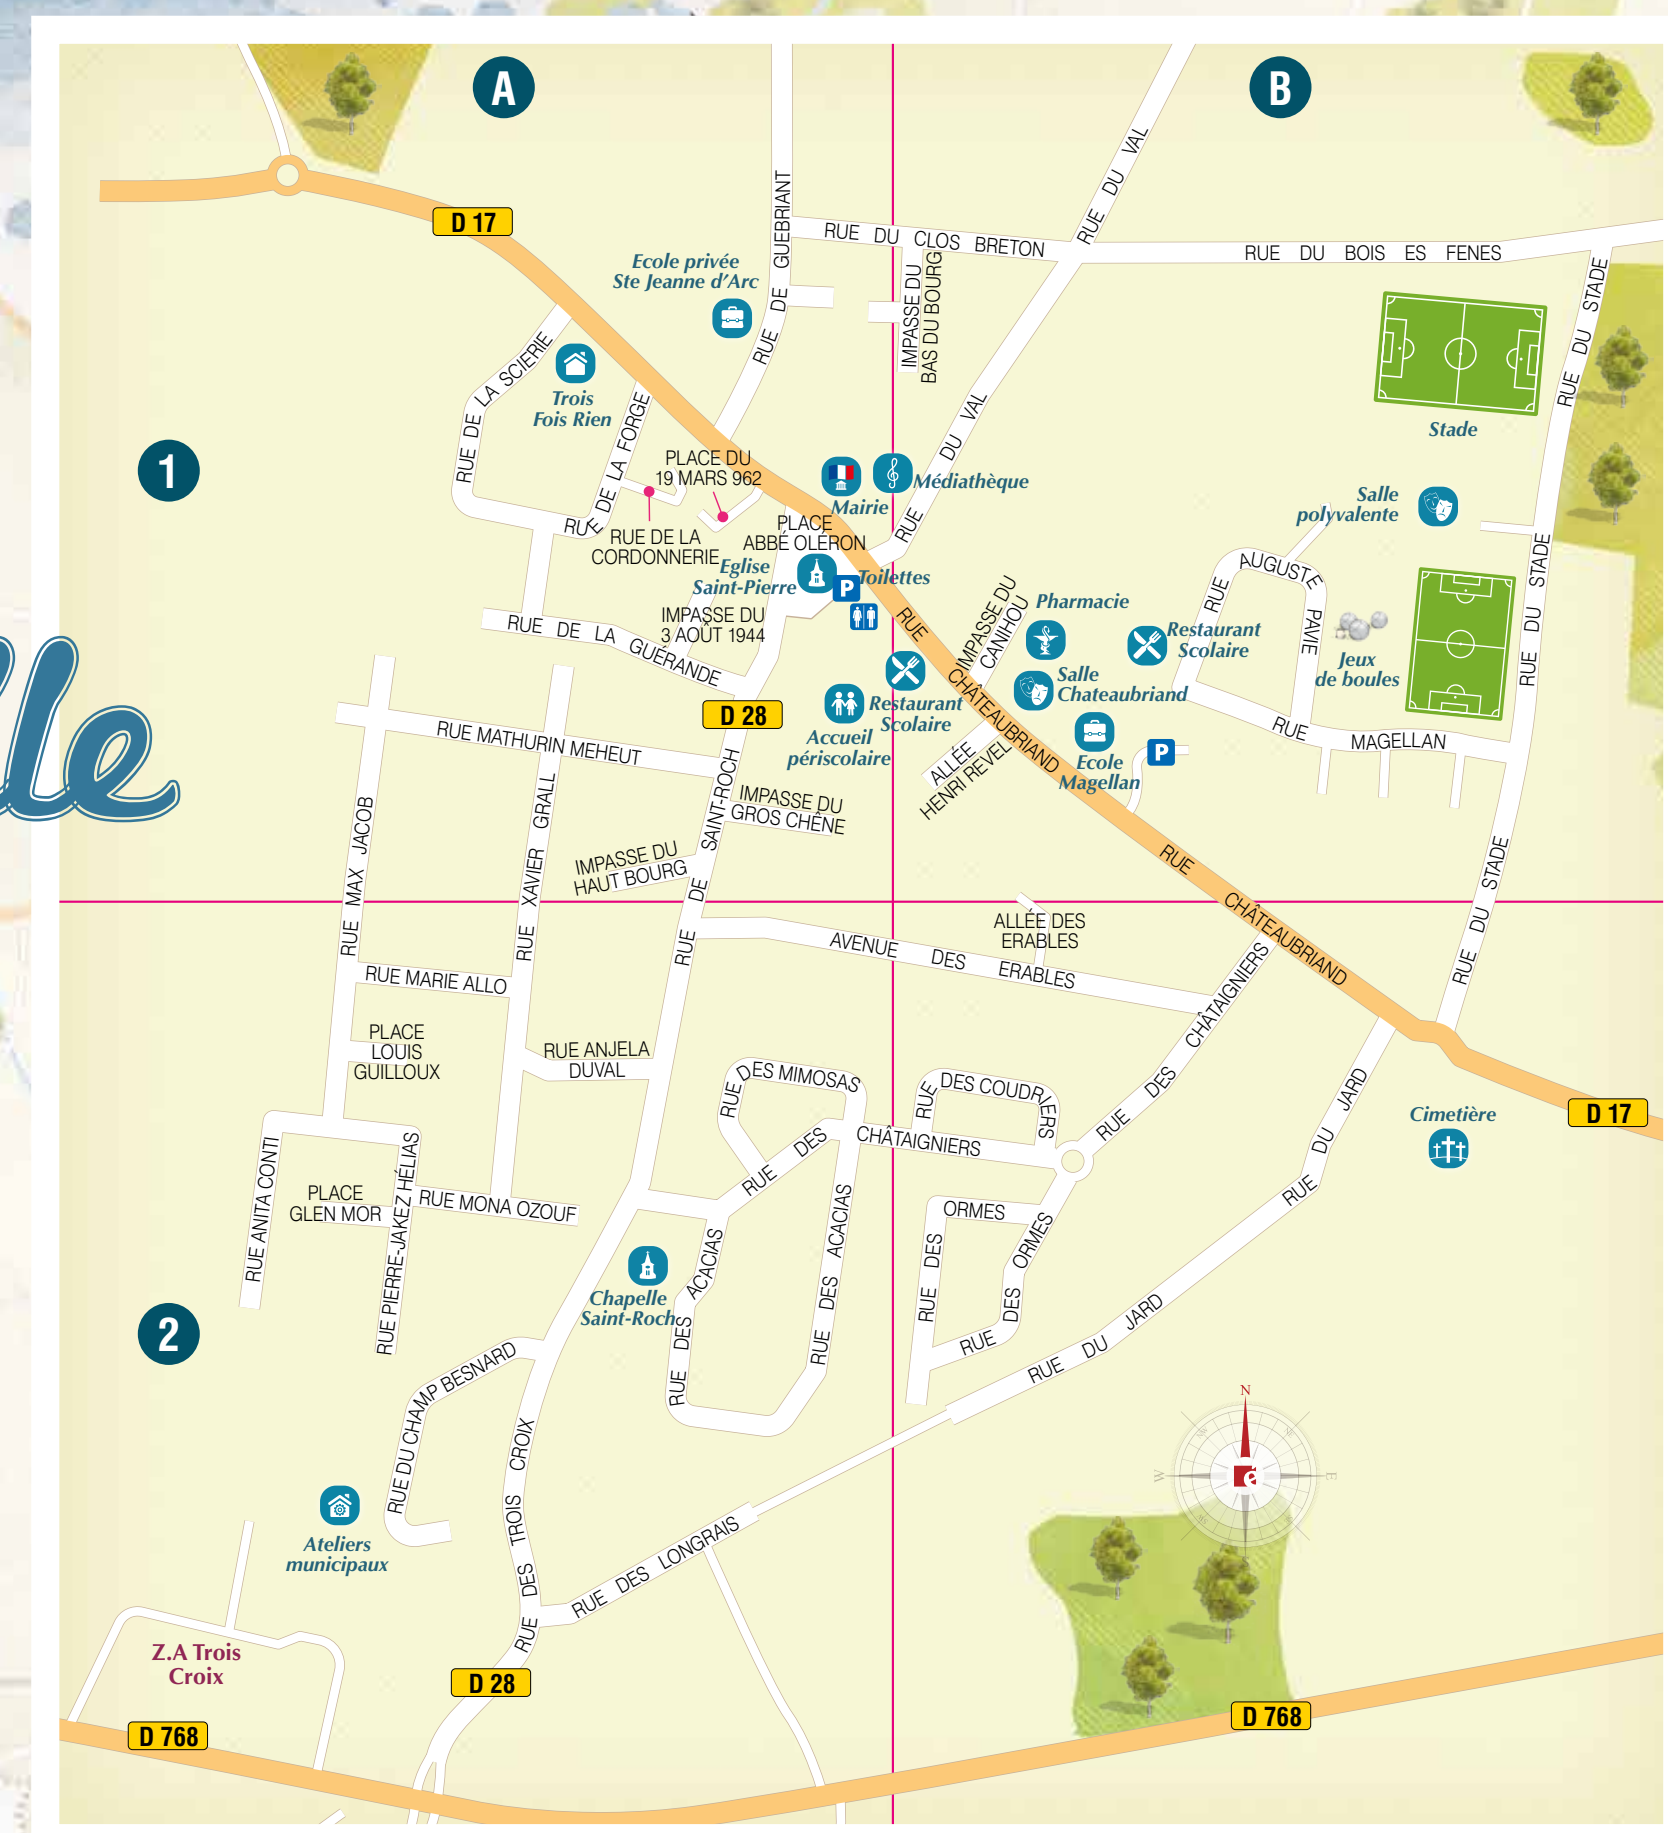 A
B
1
2
lle
D 17
RUE DE GUEBRIANT
RUE DU VAL
RUE DU CLOS BRETON
RUE DU BOIS ES FENES
IMPASSE DU
BAS DU BOURG
Ecole privée
Ste Jeanne d'Arc
RUE DU STADE
RUE DE LA SCIERIE
Trois
Fois Rien
RUE DE LA FORGE
RUE DU VAL
Stade
PLACE DU
19 MARS 962
Mairie
Médiathèque
Salle
polyvalente
RUE DE LA
CORDONNERIE
PLACE
ABBÉ OLÉRON
Eglise
Saint-Pierre
P
Toilettes
RUE AUGUSTE PAVIE
RUE DU STADE
IMPASSE DU
3 AOÛT 1944
IMPASSE DU
CANIHOU
Pharmacie
Restaurant
Scolaire
Jeux
de boules
RUE DE LA GUÉRANDE
RUE CHÂTEAUBRIAND
Salle
Chateaubriand
D 28
Restaurant
Scolaire
Accueil
périscolaire
ALLÉE
HENRI REVEL
Ecole
Magellan
P
RUE MAGELLAN
RUE MATHURIN MEHEUT
IMPASSE DU
GROS CHÊNE
IMPASSE DU
HAUT BOURG
RUE MAX JACOB
RUE XAVIER GRALL
RUE DE SAINT-ROCH
RUE CHÂTEAUBRIAND
RUE DU STADE
ALLÉE DES
ERABLES
AVENUE DES ERABLES
RUE MARIE ALLO
PLACE
LOUIS
GUILLOUX
RUE ANJELA
DUVAL
RUE DES CHÂTAIGNIERS
RUE DES MIMOSAS
RUE DES COUDRIERS
RUE DES CHÂTAIGNIERS
RUE DU JARD
Cimetière
D 17
RUE ANITA CONTI
PLACE
GLEN MOR
RUE PIERRE-JAKEZ HÉLIAS
RUE MONA OZOUF
RUE DES ACACIAS
RUE DES ACACIAS
RUE DES ORMES
RUE DES ORMES
Chapelle
Saint-Roch
RUE DU JARD
RUE DU CHAMP BESNARD
RUE DES TROIS CROIX
N
W
E
Ateliers
municipaux
RUE DES LONGRAIS
Z.A Trois
Croix
D 28
D 768
D 768